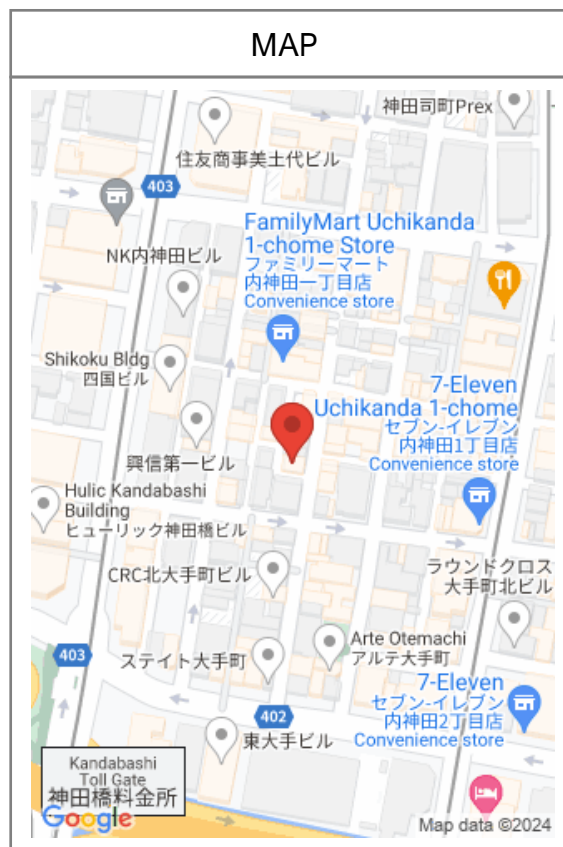 MAP
神田司町Prex
住友商事美土代ビル
403
FamilyMart Uchikanda
1-chome Store
ファミリーマート
内神田一丁目店
Convenience store
NK内神田ビル
Shikoku Bldg
四国ビル
7-Eleven
Uchikanda 1-chome
セブン-イレブン
内神田1丁目店
Convenience store
興信第一ビル
Hulic Kandabashi
Building
ヒューリック神田橋ビル
CRC北大手町ビル
ラウンドクロス
大手町北ビル
Arte Otemachi
アルテ大手町
403
ステイト大手町
7-Eleven
セブン-イレブン
内神田2丁目店
Convenience store
402
東大手ビル
Kandabashi
Toll Gate
神田橋料金所
Google
Map data ©2024